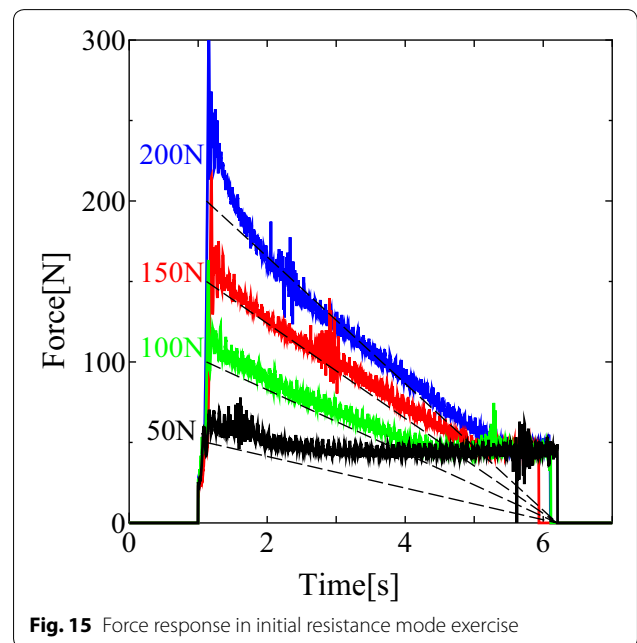 300
200
100
0
Force[N]
200N
150N
100N
50N
0 2 4 6
Time[s]
Fig. 15 Force response in initial resistance mode exercise